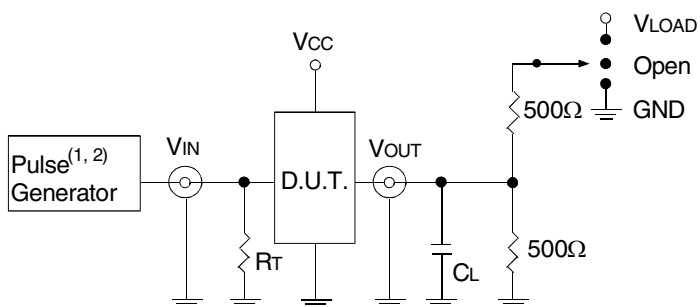 VLOAD
VCC
Open
500Ω
GND
Pulse(1, 2)
Generator
VIN
D.U.T.
VOUT
RT
CL
500Ω